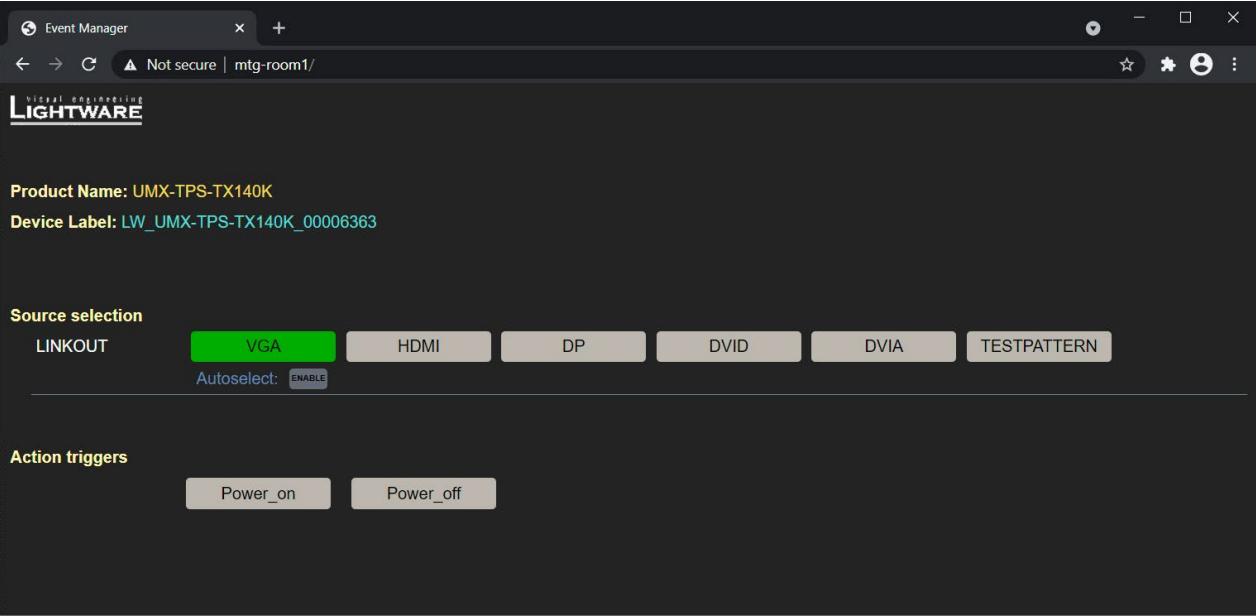 Event Manager
Not secure | mtg-room1/
visual engineering
LIGHTWARE
Product Name: UMX-TPS-TX140K
Device Label: LW_UMX-TPS-TX140K_00006363
Source selection
LINKOUT VGA HDMI DP DVID DVIA TESTPATTERN
Autoselect: ENABLE
Action triggers
Power_on Power_off